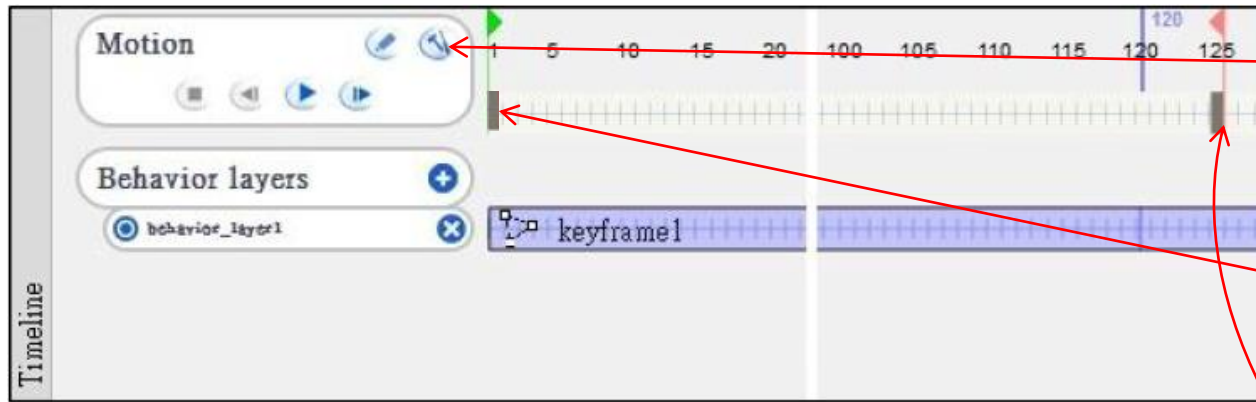 120
Motion
1 5 10 15 20 100 105 110 115 120 125
Behavior layers
behavior_layer1
keyframe1
Timeline